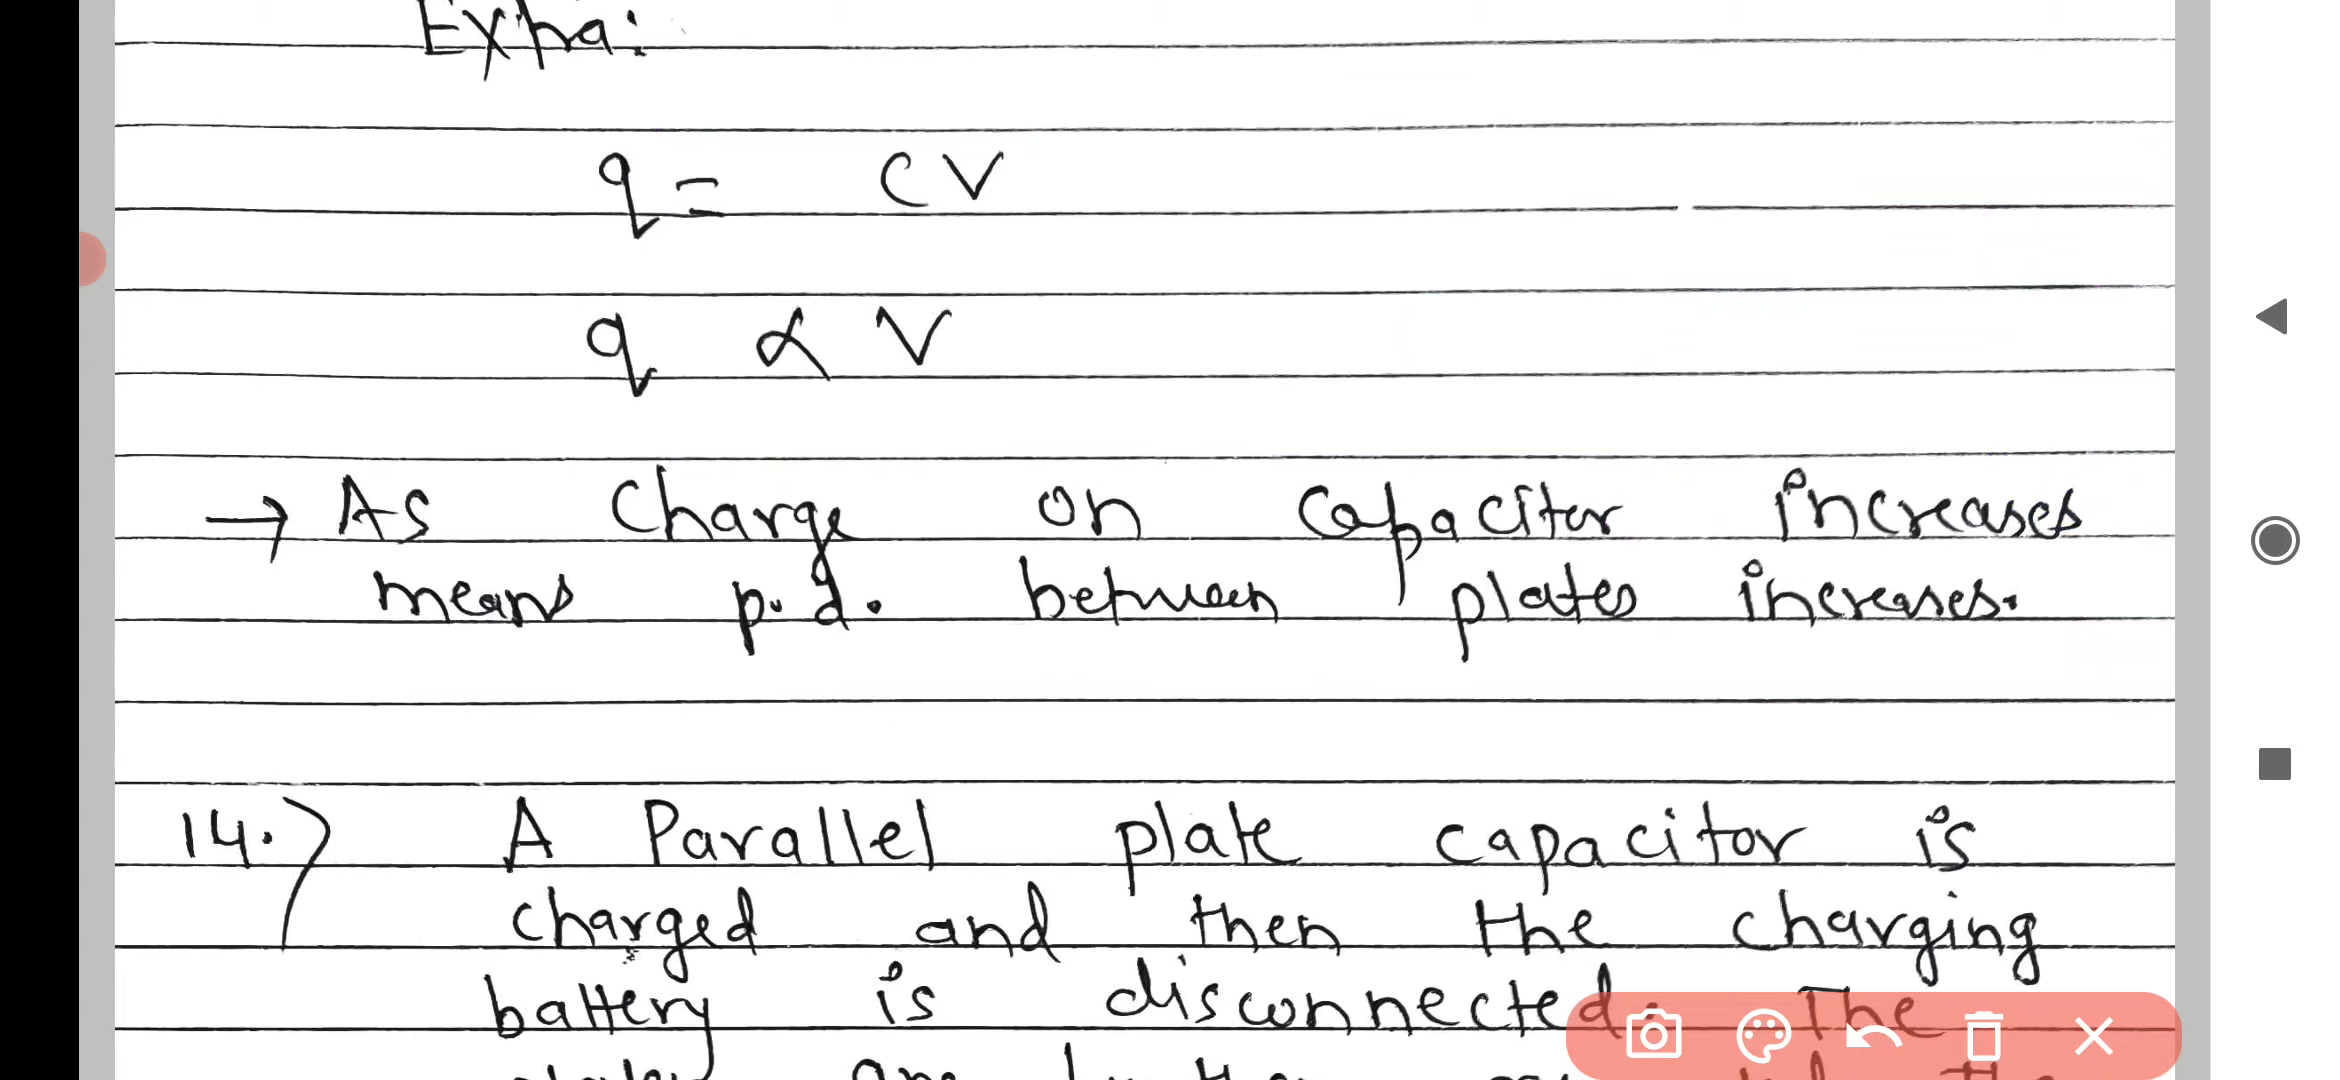 Extra:
q = CV
q ∝ V
→ As charge on capacitor increases
means p.d. between plates increases.
14.) A Parallel plate capacitor is
charged and then the charging
battery is disconnected. The